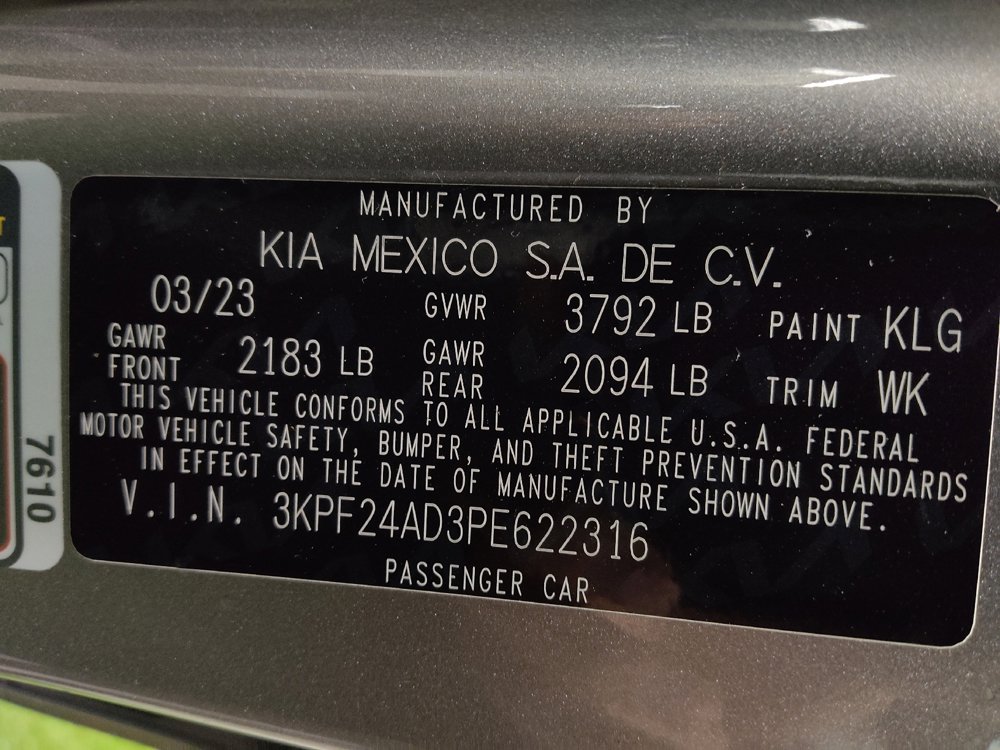 MANUFACTURED BY
KIA MEXICO S.A. DE C.V.
03/23 GVWR 3792 LB PAINT KLG
GAWR FRONT 2183 LB GAWR REAR 2094 LB TRIM WK
THIS VEHICLE CONFORMS TO ALL APPLICABLE U.S.A. FEDERAL
MOTOR VEHICLE SAFETY, BUMPER, AND THEFT PREVENTION STANDARDS
IN EFFECT ON THE DATE OF MANUFACTURE SHOWN ABOVE.
V.I.N. 3KPF24AD3PE622316
PASSENGER CAR
7610